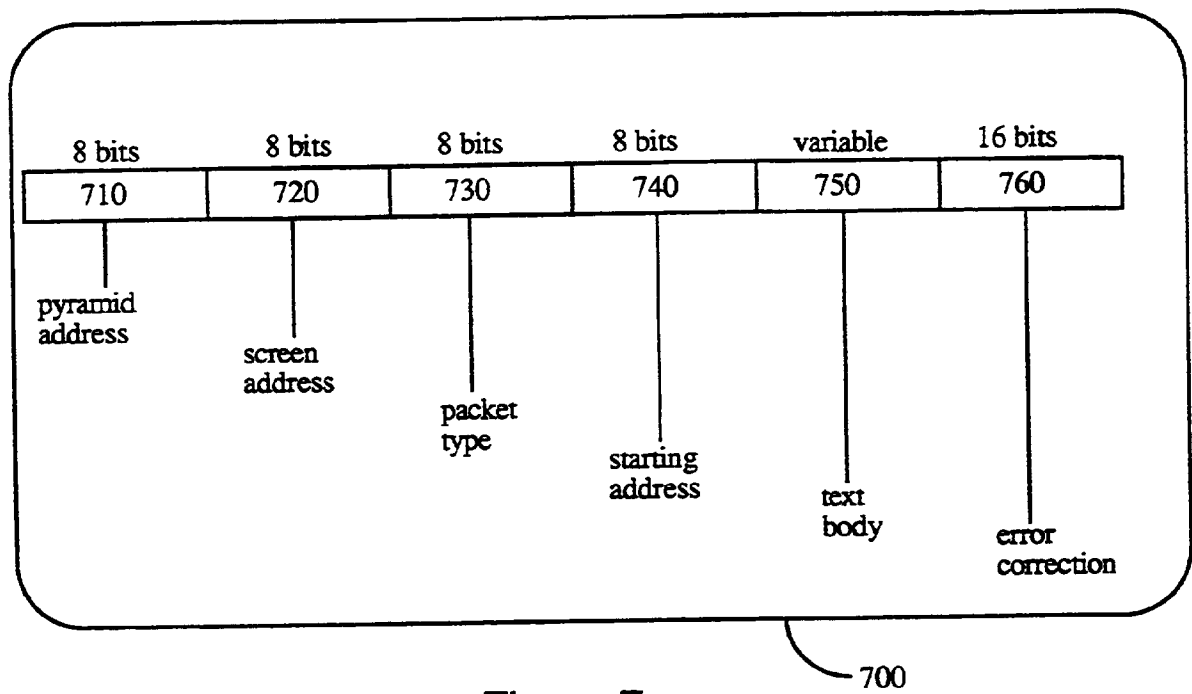 8 bits 8 bits 8 bits 8 bits variable 16 bits
710 720 730 740 750 760
pyramid
address
screen
address
packet
type
starting
address
text
body
error
correction
700